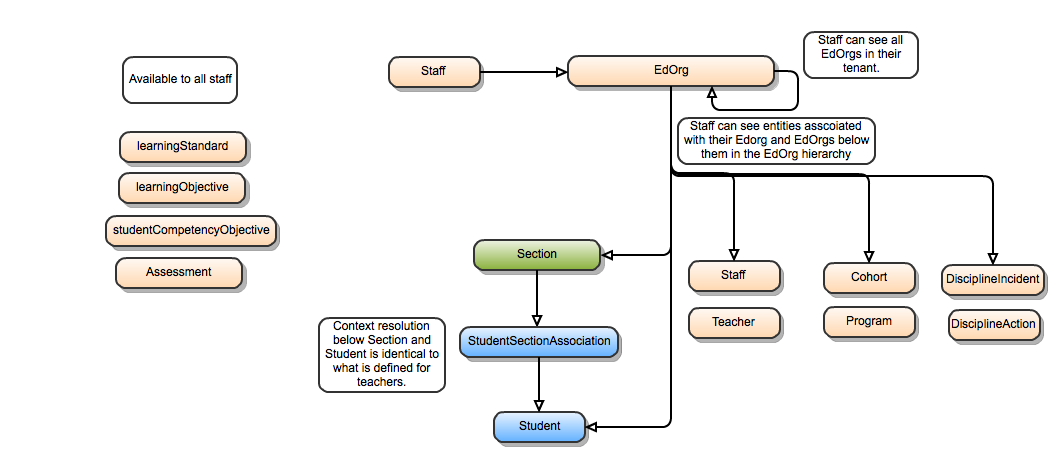 Staff can see all
EdOrgs in their
tenant.
Staff
EdOrg
Available to all staff
Staff can see entities asscoiated
with their Edorg and EdOrgs below
them in the EdOrg hierarchy
learningStandard
learningObjective
studentCompetencyObjective
Assessment
Section
Staff
Cohort
DisciplineIncident
Teacher
Program
DisciplineAction
Context resolution
below Section and
Student is identical to
what is defined for
teachers.
StudentSectionAssociation
Student